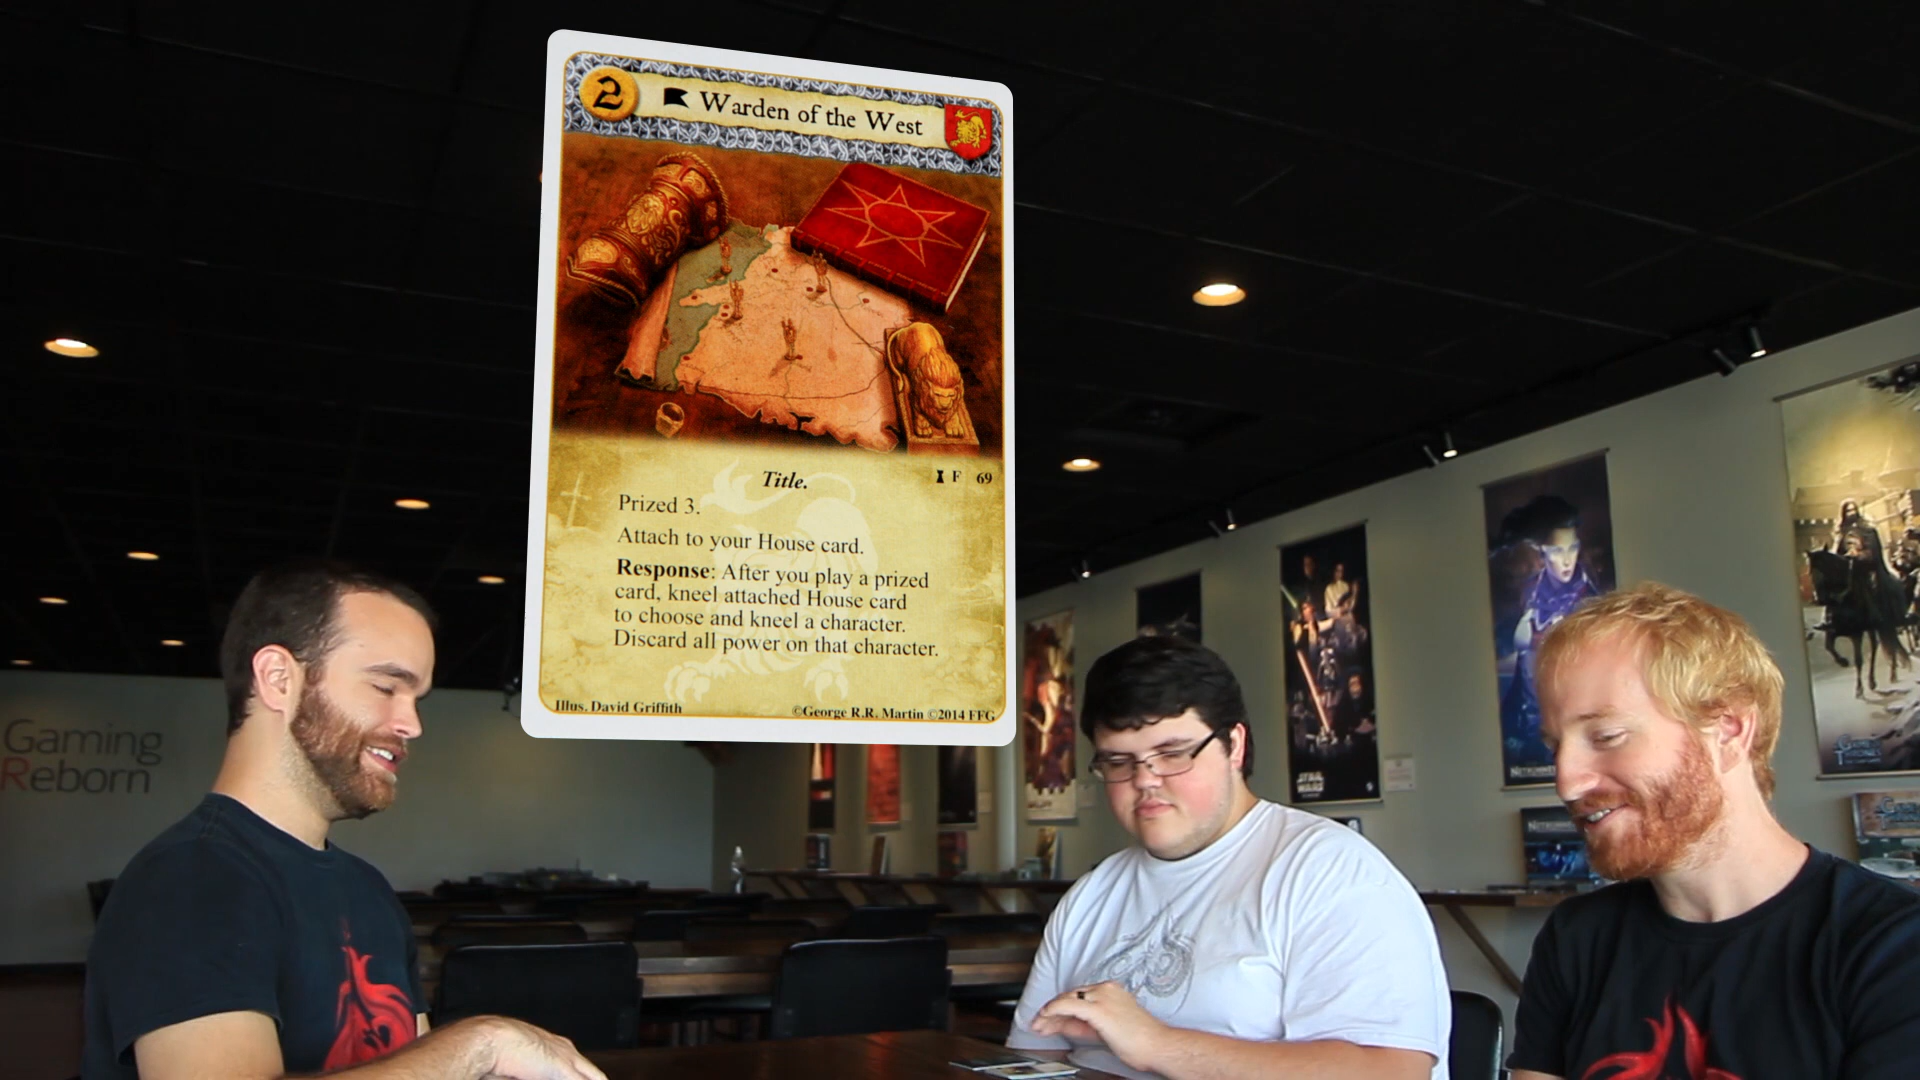 2
Warden of the West
Title.
F 69
Prized 3.
Attach to your House card.
Response: After you play a prized
card, kneel attached House card
to choose and kneel a character.
Discard all power on that character.
Illus. David Griffith
©George R.R. Martin ©2014 FFG
Gaming
Reborn
STAR
WARS